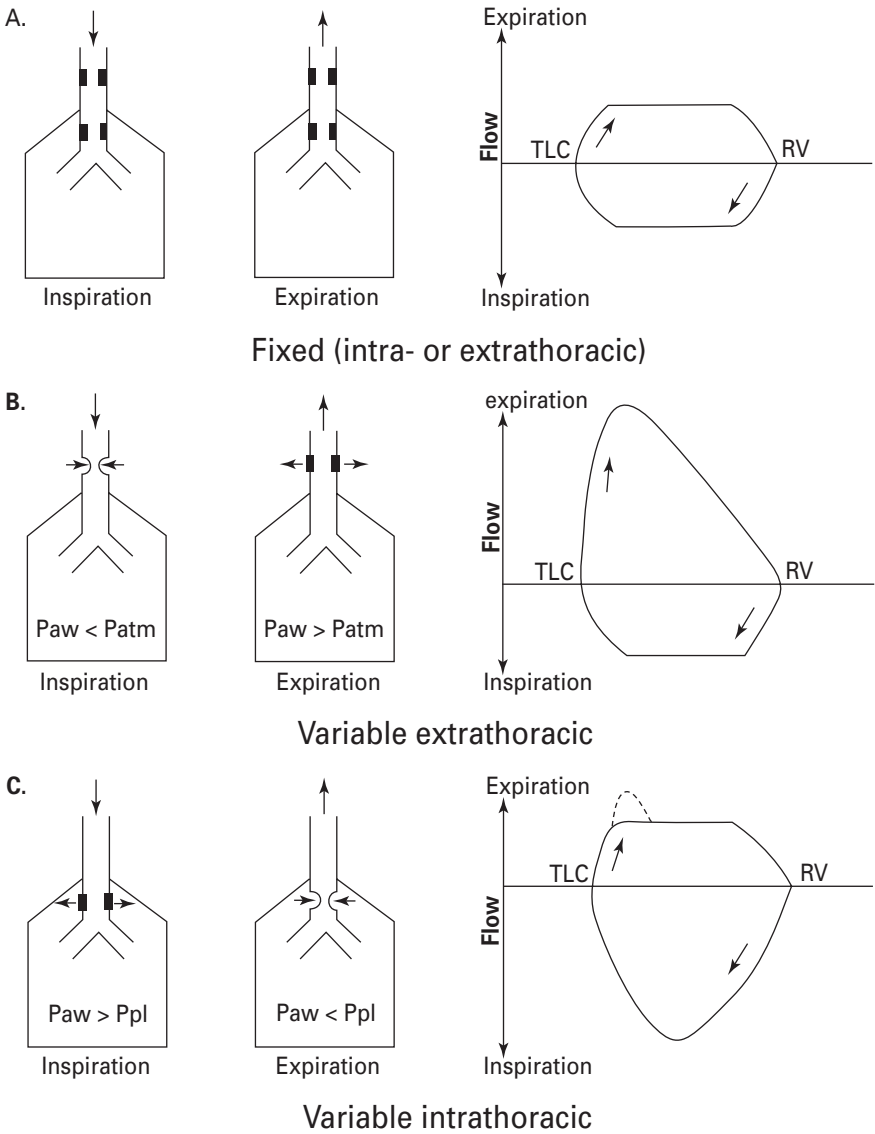 A.
Expiration
Flow
TLC
RV
Inspiration
Expiration
Inspiration
Fixed (intra- or extrathoracic)
B.
expiration
Flow
TLC
RV
Paw < Patm
Paw > Patm
Inspiration
Expiration
Inspiration
Variable extrathoracic
C.
Expiration
TLC
RV
Flow
Paw > Ppl
Paw < Ppl
Inspiration
Expiration
Inspiration
Variable intrathoracic